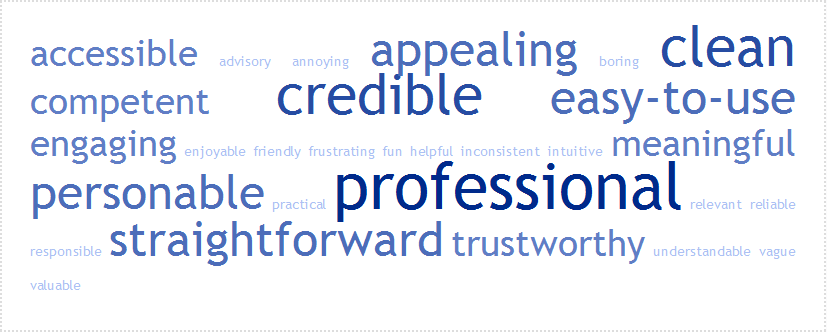 accessible advisory annoying appealing boring clean
competent credible easy-to-use
engaging enjoyable friendly frustrating fun helpful inconsistent intuitive meaningful
personable practical professional relevant reliable
responsible straightforward trustworthy understandable vague
valuable